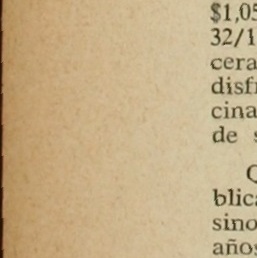 $1,05
32/1
cera
disfr
cina
de s
Q
blica
sino
años